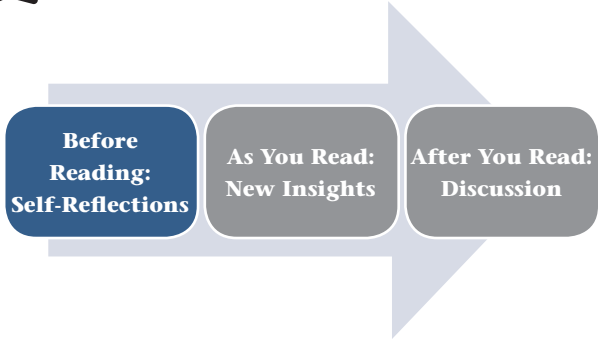 Before
Reading:
Self-Reflections
As You Read:
New Insights
After You Read:
Discussion